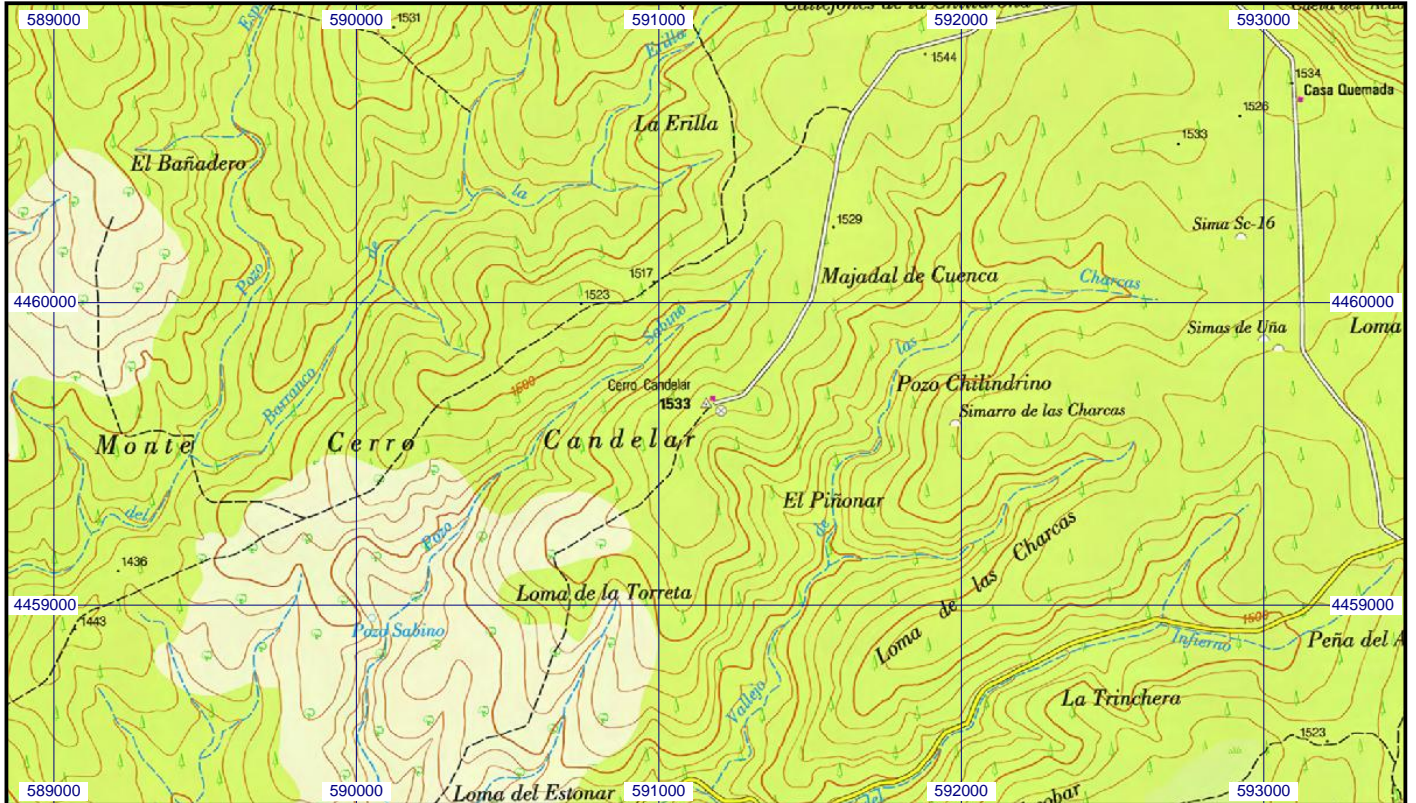 589000
590000
591000
592000
593000
1531
Esp
Erilla
1544
1534
Casa Quemada
1526
1533
La Erilla
El Bañadero
la
de
1529
Sima Sc-16
Pozo
1517
1523
Majadal de Cuenca
Charcas
4460000
4460000
Sabino
Simas de Uña
Loma
las
Barranco
1500
Cerro Candelar
1533
Pozo Chilindrino
Simarro de las Charcas
Monte Cerro Candelar
El Piñonar
del
Pozo
de
1436
Loma de las Charcas
Loma de la Torreta
4459000
4459000
1443
Pozo Sabino
1500
Infierno
Peña del A
Vallejo
La Trinchera
1523
Loma del Estonar
del
obar
589000
590000
591000
592000
593000